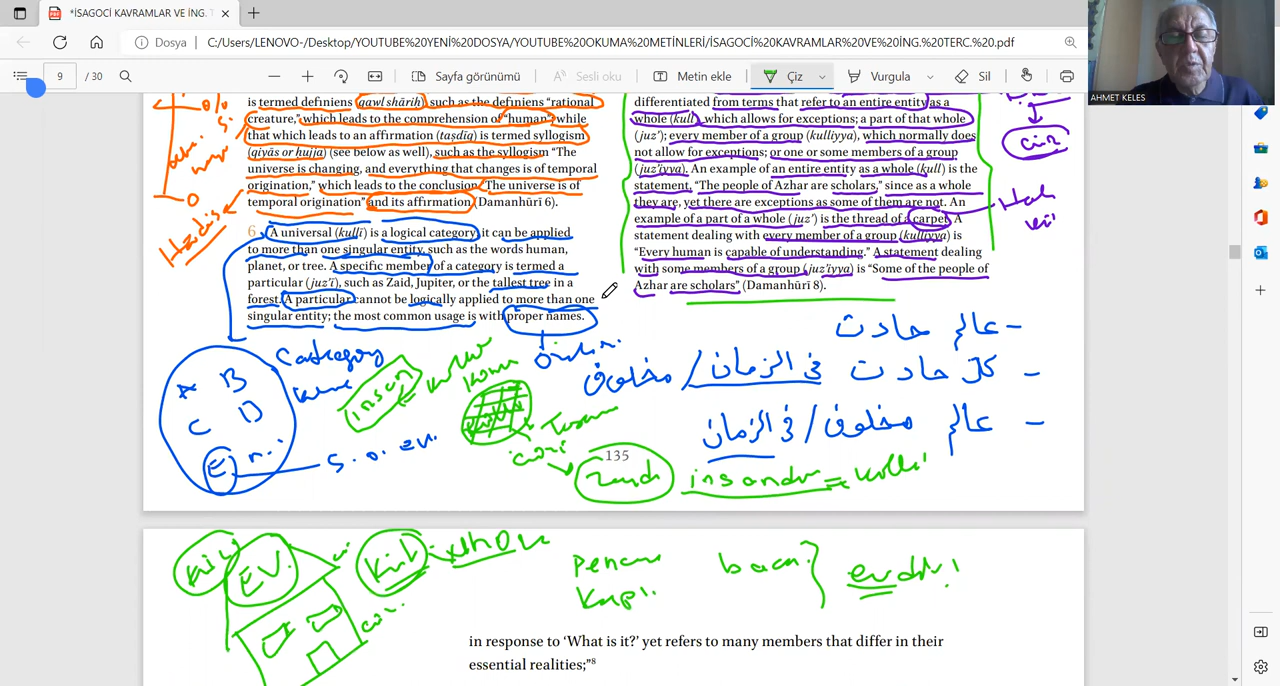 *İSAGOCİ KAVRAMLAR VE İNG. T
Dosya
C:/Users/LENOVO-/Desktop/YOUTUBE%20YENİ%20DOSYA/YOUTUBE%20OKUMA%20METİNLERİ/İSAGOCİ%20KAVRAMLAR%20VE%20İNG.%20TERC.%20.pdf
9 / 30
Sayfa görünümü
Sesli oku
Metin ekle
Çiz
Vurgula
Sil
AHMET KELES
is termed definiens (qawl shāriḥ) such as the definiens "rational
creature," which leads to the comprehension of "human" while
that which leads to an affirmation (taṣdīq) is termed syllogism
(qiyās or ḥujja) (see below as well), such as the syllogism "The
universe is changing, and everything that changes is of temporal
origination," which leads to the conclusion "The universe is of
temporal origination" and its affirmation (Damanhūrī 6).
6. A universal (kullī) is a logical category; it can be applied
to more than one singular entity, such as the words human,
planet, or tree. A specific member of a category is termed a
particular (juz'ī), such as Zaid, Jupiter, or the tallest tree in a
forest. A particular cannot be logically applied to more than one
singular entity; the most common usage is with proper names.
differentiated from terms that refer to an entire entity as a
whole (kull), which allows for exceptions; a part of that whole
(juz'); every member of a group (kulliyya), which normally does
not allow for exceptions; or one or some members of a group
(juz'iyya). An example of an entire entity as a whole (kull) is the
statement, "The people of Azhar are scholars," since as a whole
they are, yet there are exceptions as some of them are not. An
example of a part of a whole (juz') is the thread of a carpet. A
statement dealing with every member of a group (kulliyya) is
"Every human is capable of understanding." A statement dealing
with some members of a group (juz'iyya) is "Some of the people of
Azhar are scholars" (Damanhūrī 8).
- عالم حادث
- كل حادث فى الزمان / مخلوق
- عالم مخلوق / فى الزمان
Category
A B
C D
E
insan
135
insandır = kulli
EV
Pencere
Kapı
baca
evdir!
in response to 'What is it?' yet refers to many members that differ in their
essential realities;"8